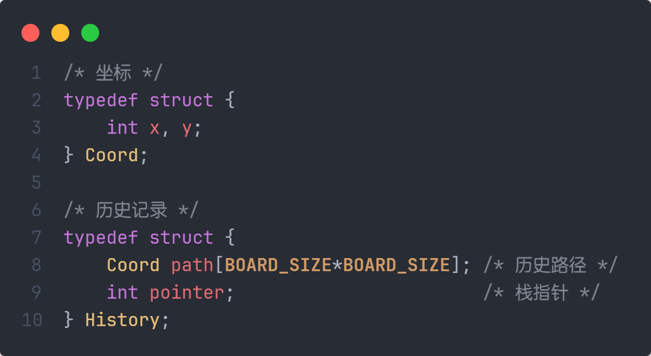 1 /* 坐标 */
2 typedef struct {
3     int x, y;
4 } Coord;
5
6 /* 历史记录 */
7 typedef struct {
8     Coord path[BOARD_SIZE*BOARD_SIZE]; /* 历史路径 */
9     int pointer;                       /* 栈指针 */
10 } History;